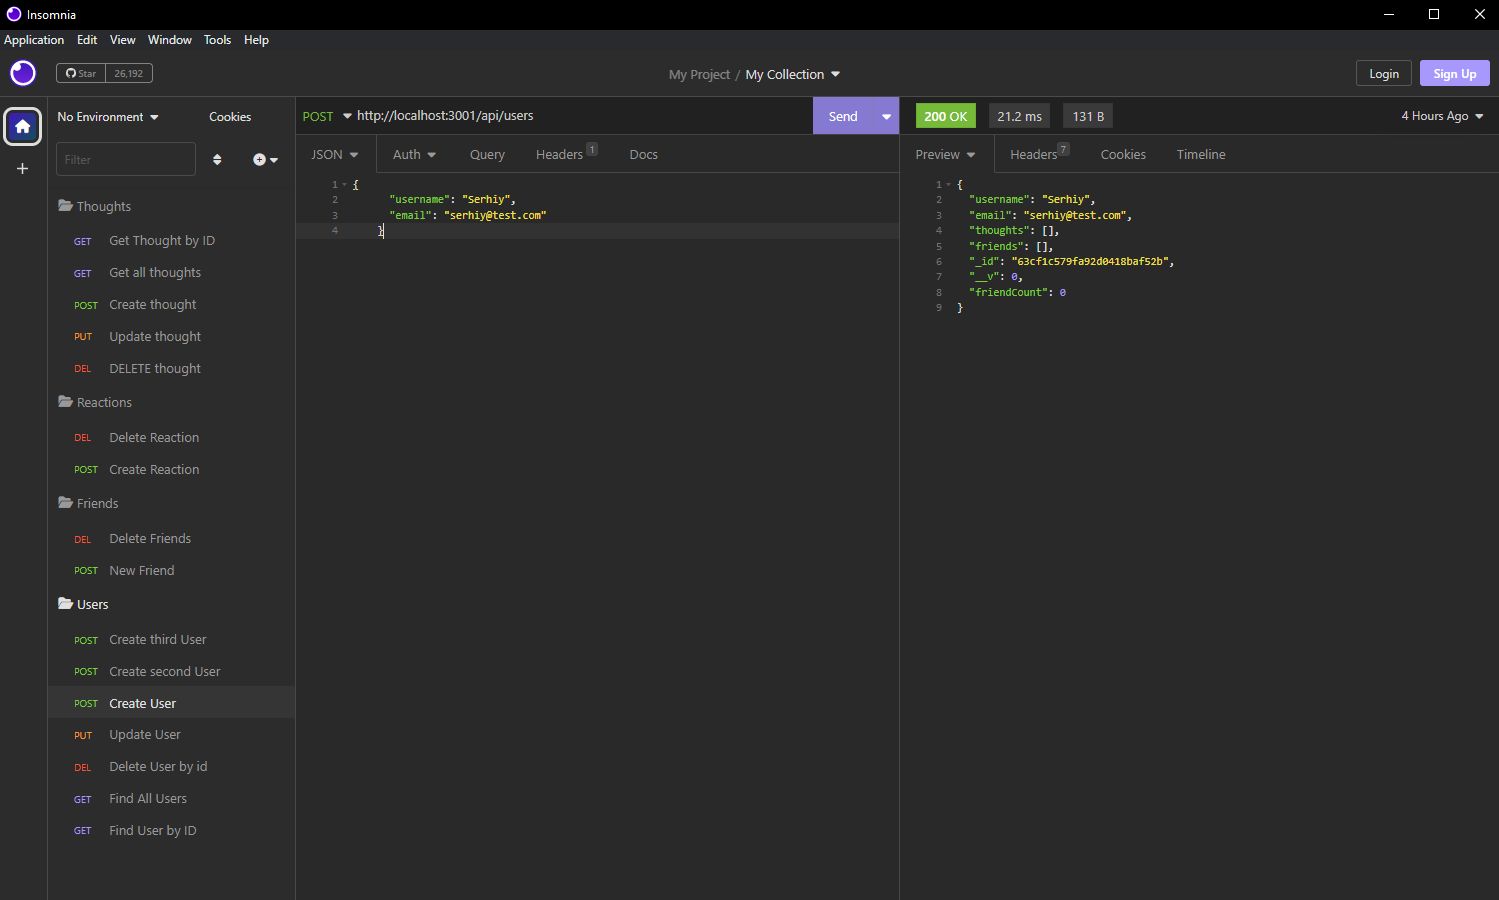 Insomnia
Application Edit View Window Tools Help
Star 26,192
My Project / My Collection
Login Sign Up
No Environment Cookies
Filter
Thoughts
GET Get Thought by ID
GET Get all thoughts
POST Create thought
PUT Update thought
DEL DELETE thought
Reactions
DEL Delete Reaction
POST Create Reaction
Friends
DEL Delete Friends
POST New Friend
Users
POST Create third User
POST Create second User
POST Create User
PUT Update User
DEL Delete User by id
GET Find All Users
GET Find User by ID
POST http://localhost:3001/api/users Send
JSON Auth Query Headers 1 Docs
1 {
2 "username": "Serhiy",
3 "email": "serhiy@test.com"
4 }
200 OK 21.2 ms 131 B 4 Hours Ago
Preview Headers 7 Cookies Timeline
1 {
2 "username": "Serhiy",
3 "email": "serhiy@test.com",
4 "thoughts": [],
5 "friends": [],
6 "_id": "63cf1c579fa92d0418baf52b",
7 "__v": 0,
8 "friendCount": 0
9 }